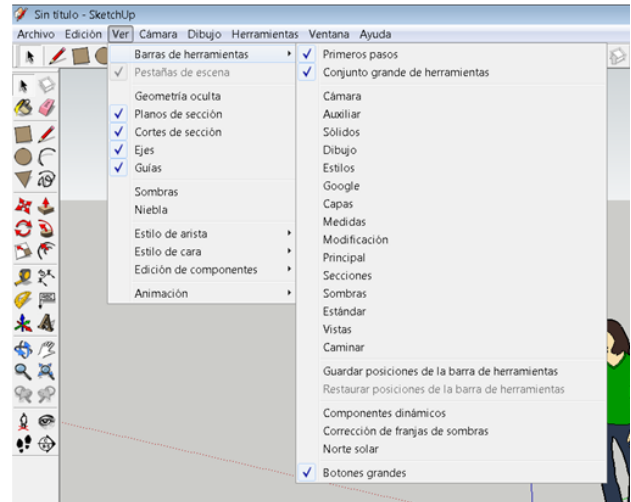 Sin título - SketchUp
Archivo Edición Ver Cámara Dibujo Herramientas Ventana Ayuda
Barras de herramientas
Pestañas de escena
Geometría oculta
Planos de sección
Cortes de sección
Ejes
Guías
Sombras
Niebla
Estilo de arista
Estilo de cara
Edición de componentes
Animación
Primeros pasos
Conjunto grande de herramientas
Cámara
Auxiliar
Sólidos
Dibujo
Estilos
Google
Capas
Medidas
Modificación
Principal
Secciones
Sombras
Estándar
Vistas
Caminar
Guardar posiciones de la barra de herramientas
Restaurar posiciones de la barra de herramientas
Componentes dinámicos
Corrección de franjas de sombras
Norte solar
Botones grandes